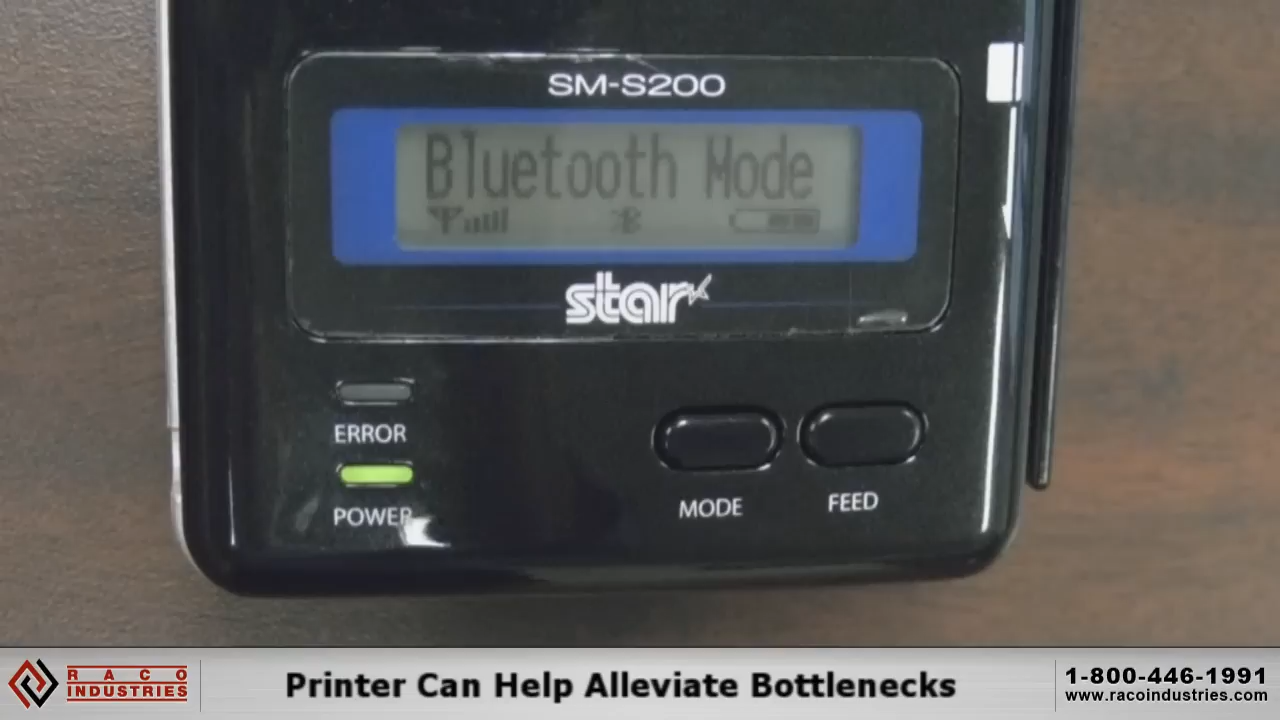 SM-S200
Bluetooth Mode
star
ERROR
POWER
MODE
FEED
RACO
INDUSTRIES
Printer Can Help Alleviate Bottlenecks
1-800-446-1991
www.racoindustries.com